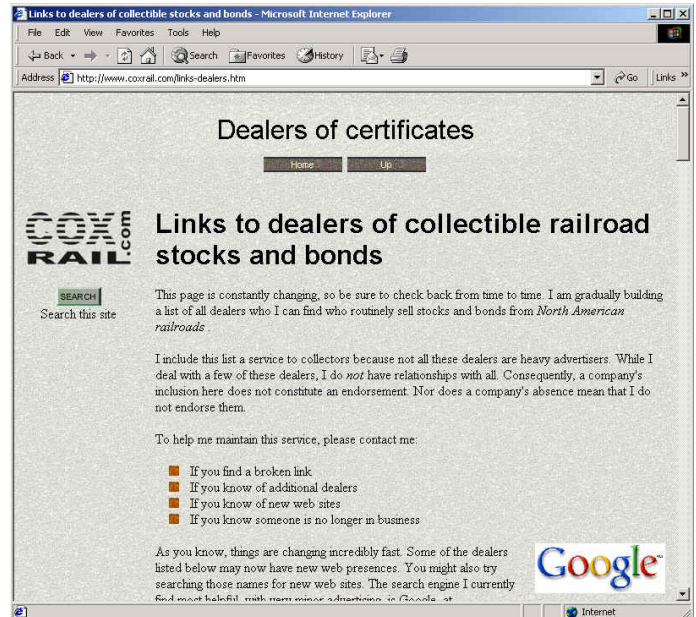 Links to dealers of collectible stocks and bonds - Microsoft Internet Explorer
File Edit View Favorites Tools Help
Back Search Favorites History
Address http://www.coxrail.com/links-dealers.htm Go Links »
Dealers of certificates
Home Up
COX
RAIL.com
SEARCH
Search this site
Links to dealers of collectible railroad
stocks and bonds
This page is constantly changing, so be sure to check back from time to time. I am gradually building
a list of all dealers who I can find who routinely sell stocks and bonds from North American
railroads .
I include this list a service to collectors because not all these dealers are heavy advertisers. While I
deal with a few of these dealers, I do not have relationships with all. Consequently, a company's
inclusion here does not constitute an endorsement. Nor does a company's absence mean that I do
not endorse them.
To help me maintain this service, please contact me:
If you find a broken link
If you know of additional dealers
If you know of new web sites
If you know someone is no longer in business
As you know, things are changing incredibly fast. Some of the dealers
listed below may now have new web presences. You might also try
searching those names for new web sites. The search engine I currently
find most helpful, with very minor advertising, is Google, at
Google™
Internet